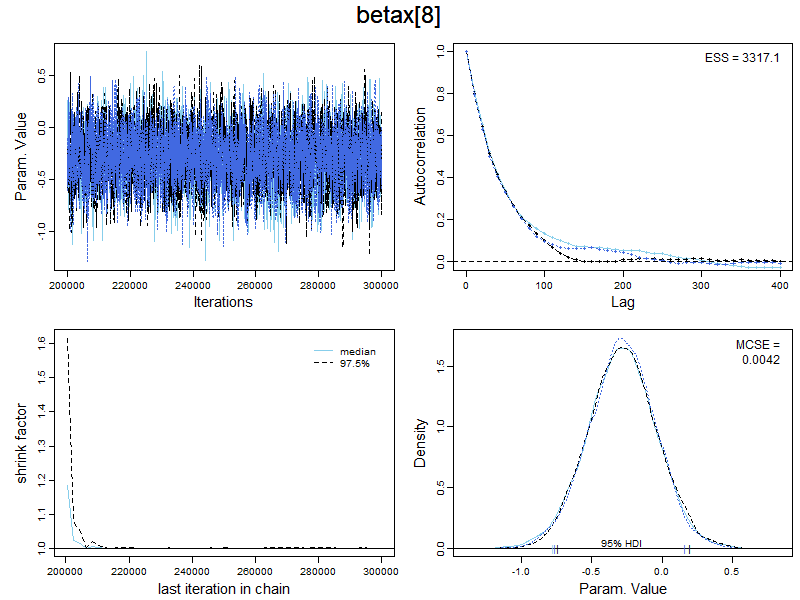 betax[8]
Param. Value
0.5
0.0
-0.5
-1.0
200000 220000 240000 260000 280000 300000
Iterations
ESS = 3317.1
Autocorrelation
1.0
0.8
0.6
0.4
0.2
0.0
0 100 200 300 400
Lag
median
97.5%
shrink factor
1.6
1.5
1.4
1.3
1.2
1.1
1.0
200000 220000 240000 260000 280000 300000
last iteration in chain
MCSE =
0.0042
Density
1.5
1.0
0.5
0.0
95% HDI
-1.0 -0.5 0.0 0.5
Param. Value